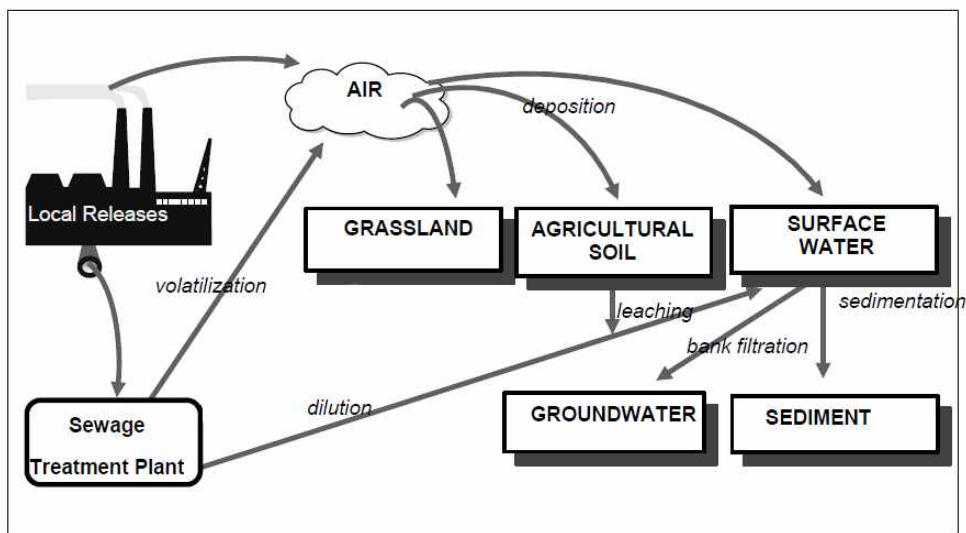 AIR
deposition
Local Releases
GRASSLAND
AGRICULTURAL
SOIL
SURFACE
WATER
volatilization
leaching
sedimentation
bank filtration
dilution
Sewage
Treatment Plant
GROUNDWATER
SEDIMENT